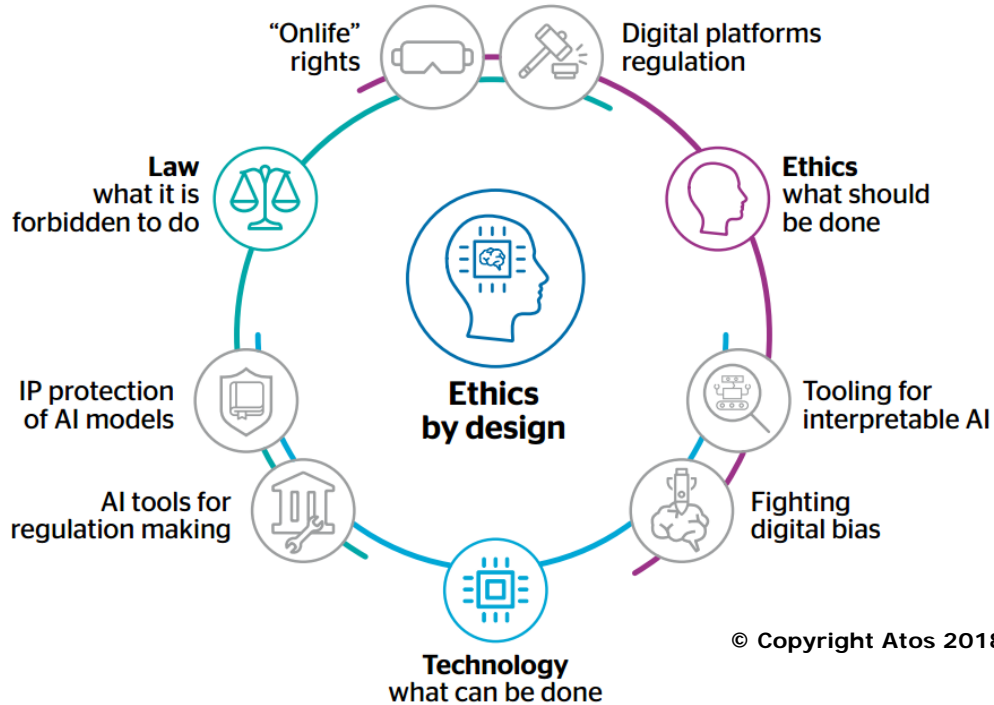 “Onlife”
rights
Digital platforms
regulation
Law
what it is
forbidden to do
Ethics
what should
be done
Ethics
by design
IP protection
of AI models
Tooling for
interpretable AI
AI tools for
regulation making
Fighting
digital bias
Technology
what can be done
© Copyright Atos 2018